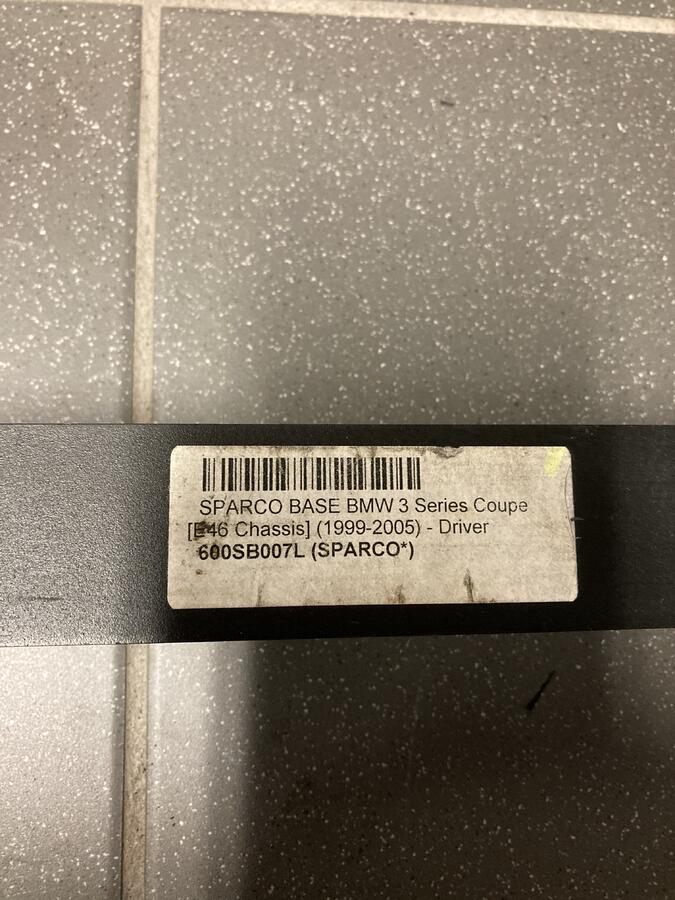 SPARCO BASE BMW 3 Series Coupe
[E46 Chassis] (1999-2005) - Driver
600SB007L (SPARCO*)